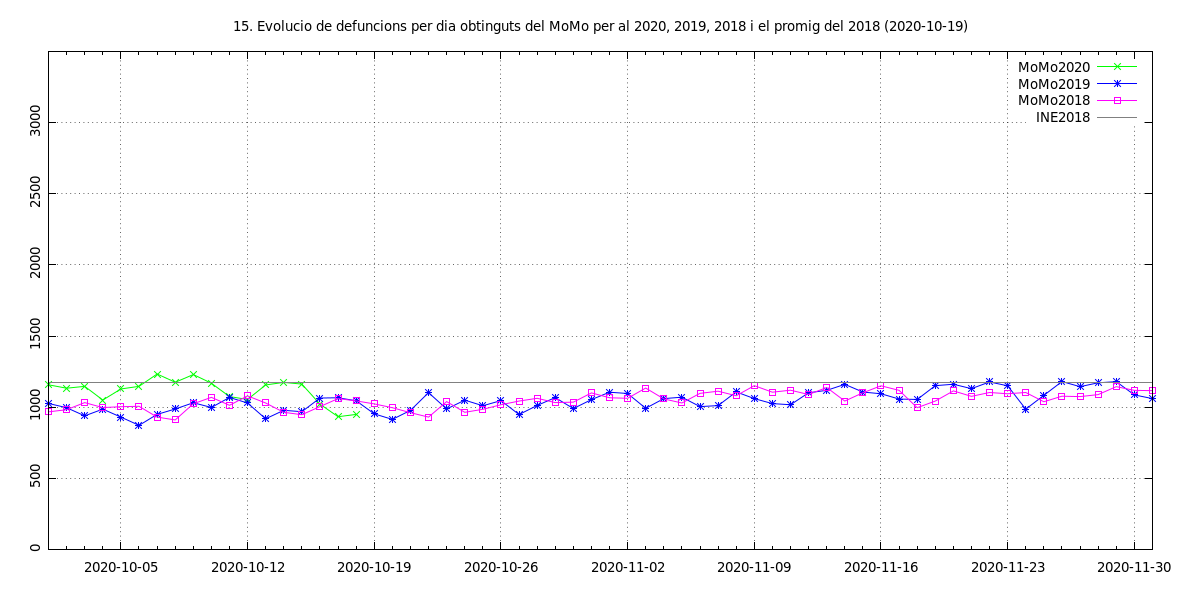 15. Evolucio de defuncions per dia obtinguts del MoMo per al 2020, 2019, 2018 i el promig del 2018 (2020-10-19)
MoMo2020
MoMo2019
MoMo2018
INE2018
3000
2500
2000
1500
1000
500
0
2020-10-05 2020-10-12 2020-10-19 2020-10-26 2020-11-02 2020-11-09 2020-11-16 2020-11-23 2020-11-30